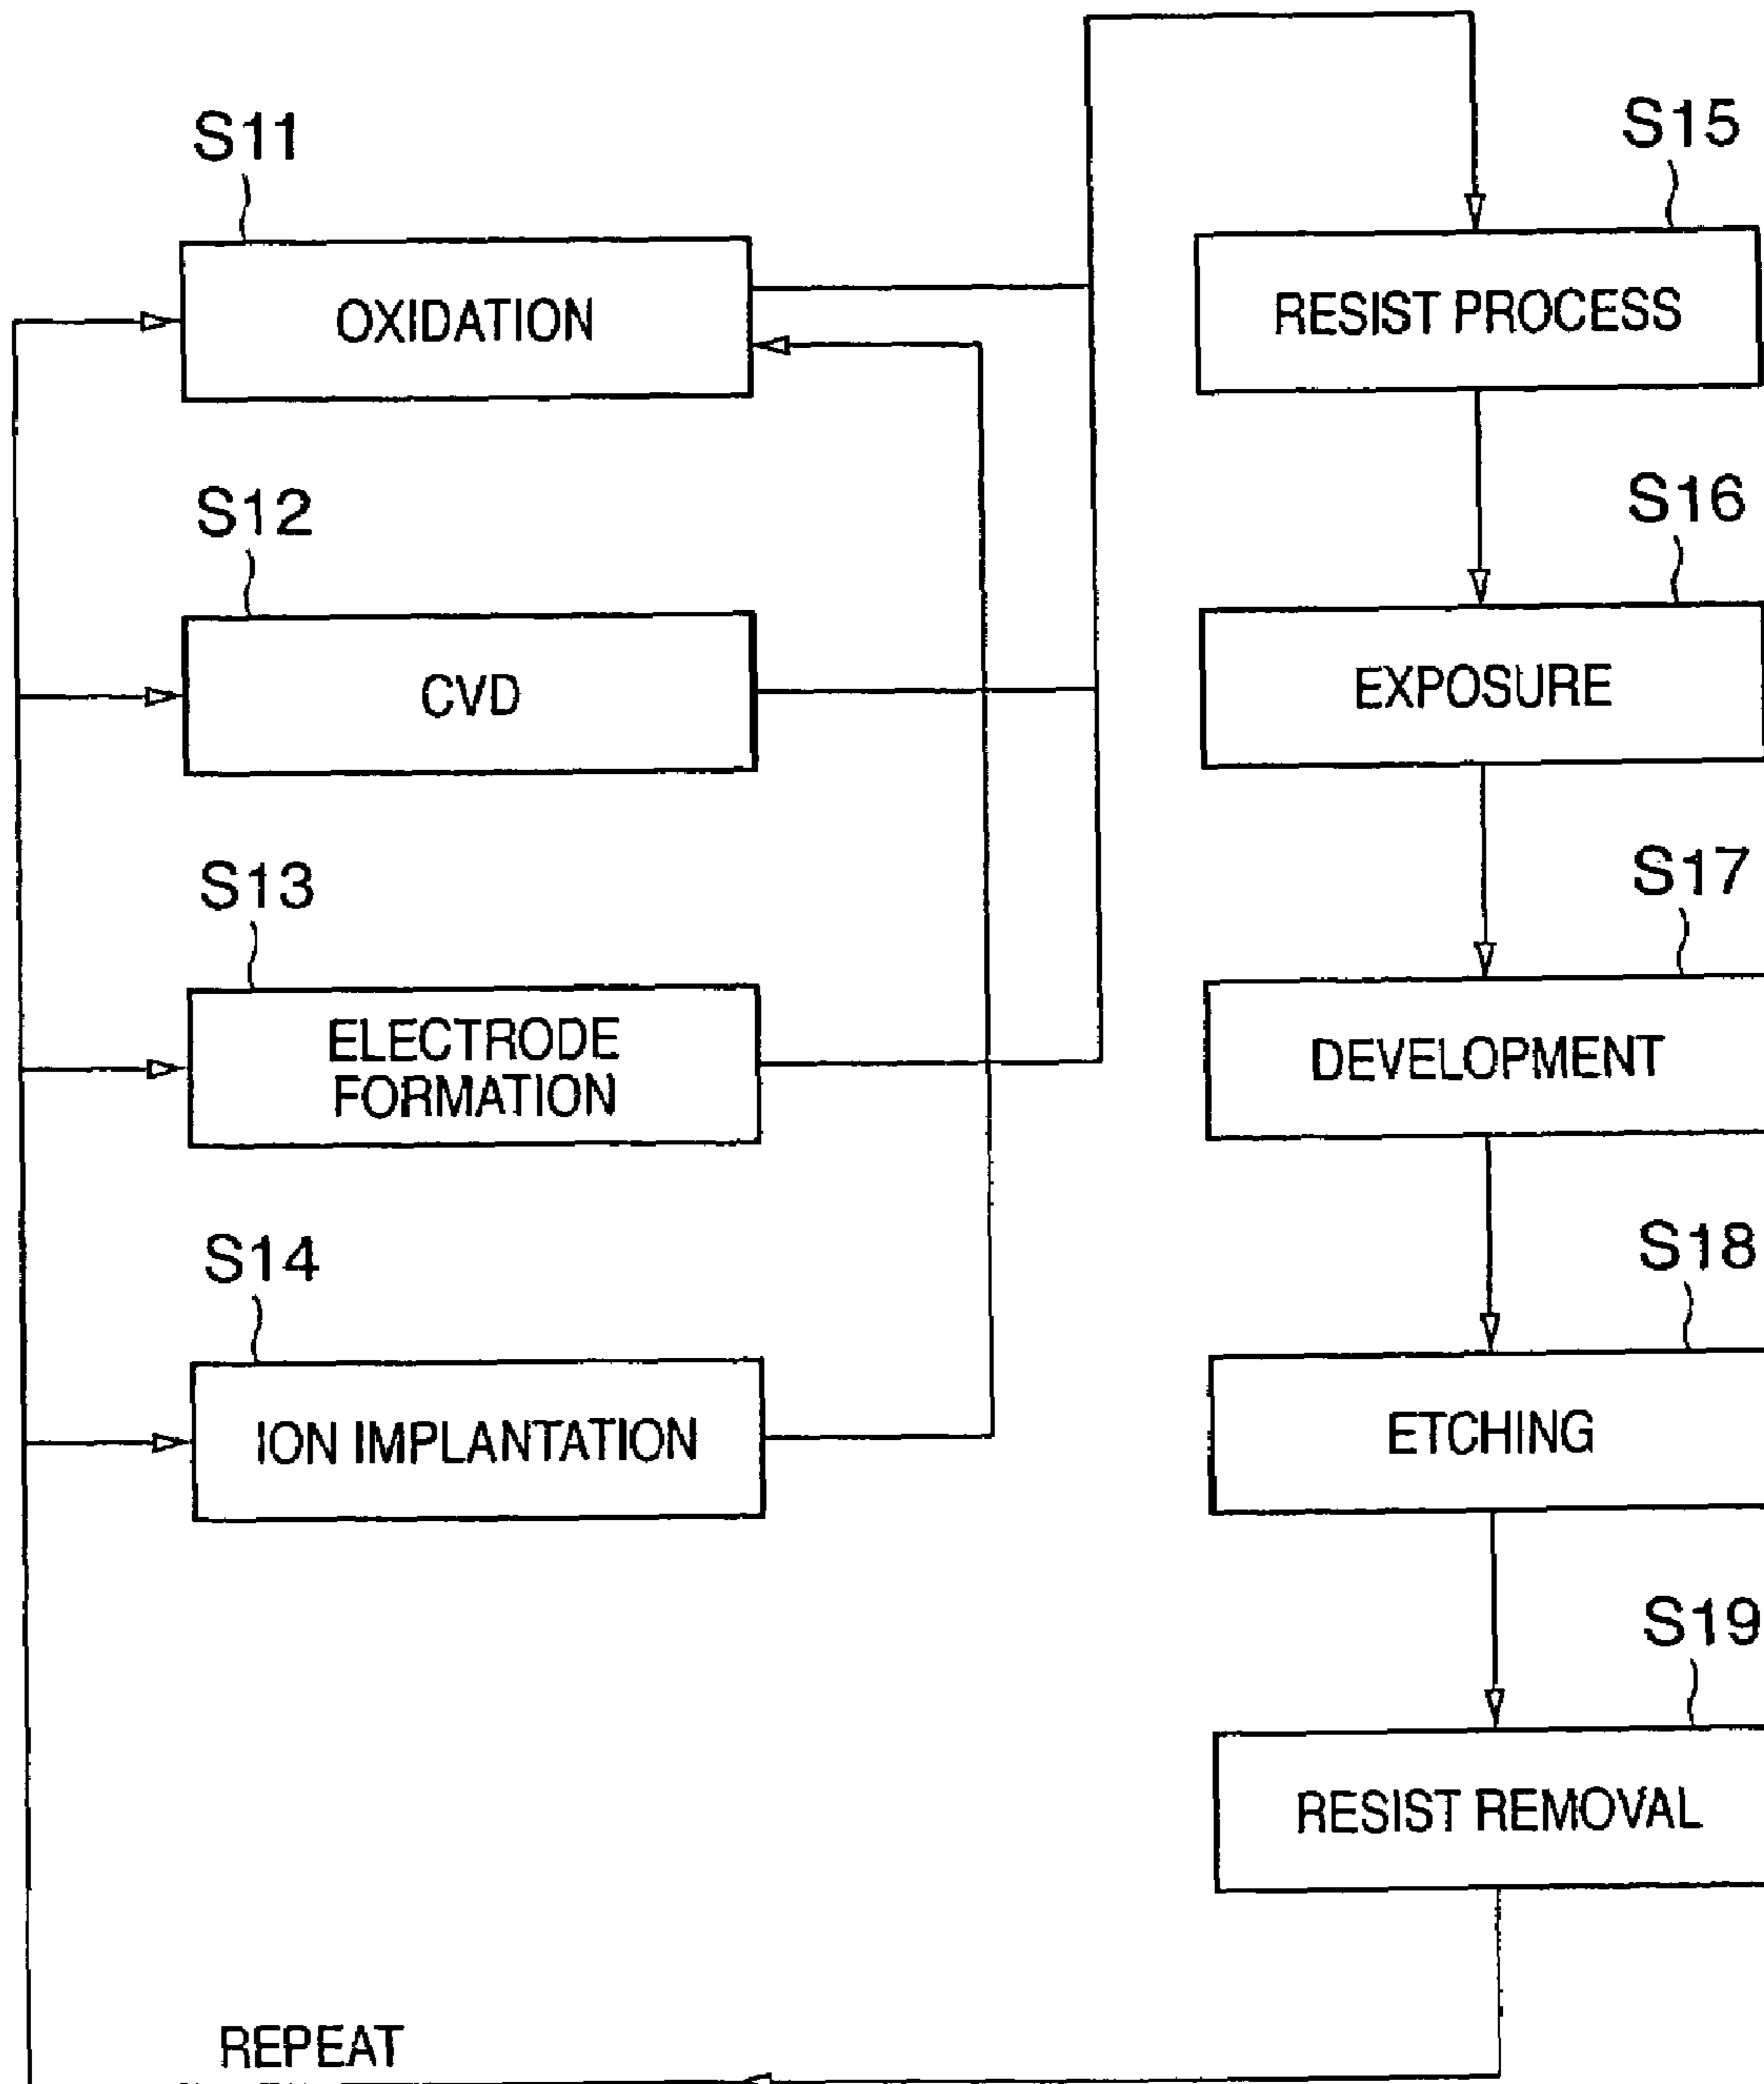 S11
OXIDATION
S12
CVD
S13
ELECTRODE
FORMATION
S14
ION IMPLANTATION
S15
RESIST PROCESS
S16
EXPOSURE
S17
DEVELOPMENT
S18
ETCHING
S19
RESIST REMOVAL
REPEAT